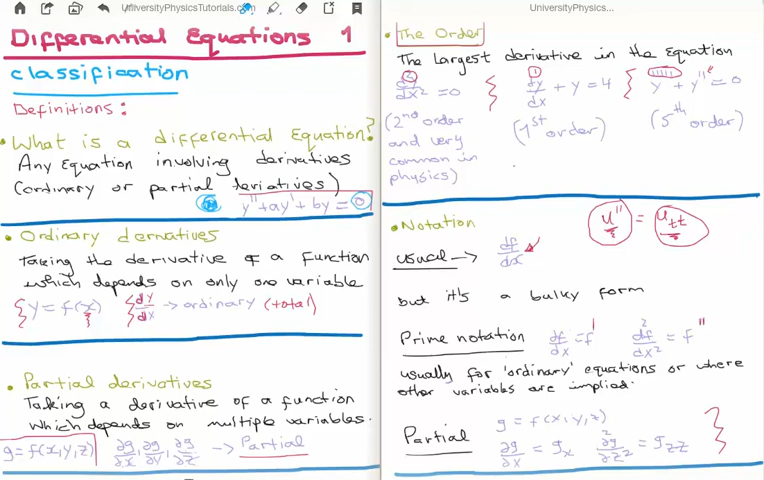 UniversityPhysicsTutorials.com
Differential Equations 1
classification
Definitions:
• What is a differential Equation?
Any Equation involving derivatives
(ordinary or partial deriatives)
y''+ay'+by=0
• Ordinary derivatives
Taking the derivative of a function
which depends on only one variable
y=f(x) dy/dx → ordinary (total)
• Partial derivatives
Taking a derivative of a function
which depends on multiple variables.
g=f(x,y,z) ∂g/∂x, ∂g/∂y, ∂g/∂z → Partial
UniversityPhysics...
• The Order
The largest derivative in the Equation
d²/dx²=0 dy/dx + y=4 y''''' + y''=0
(2nd order
and very
common in
physics)
(1st order)
(5th order)
• Notation
u'' = utt
usual → df/dx
but it's a bulky form
Prime notation df/dx = f' d²f/dx² = f''
usually for 'ordinary' equations or where
other variables are implied.
g = f(x,y,z)
Partial ∂g/∂x = gx ∂²g/∂z² = gzz